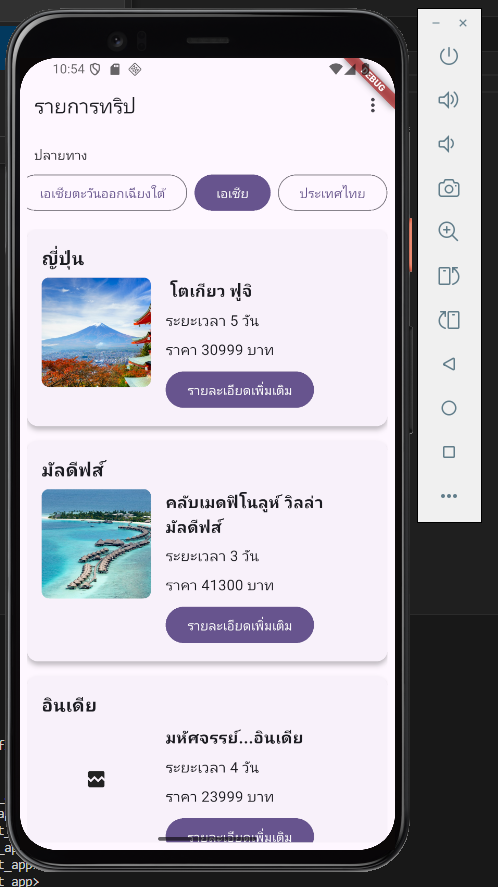 10:54
DEBUG
รายการทริป
ปลายทาง
เอเชียตะวันออกเฉียงใต้
เอเชีย
ประเทศไทย
ญี่ปุ่น
โตเกียว ฟูจิ
ระยะเวลา 5 วัน
ราคา 30999 บาท
รายละเอียดเพิ่มเติม
มัลดีฟส์
คลับเมดฟิโนลูห์ วิลล่า
มัลดีฟส์
ระยะเวลา 3 วัน
ราคา 41300 บาท
รายละเอียดเพิ่มเติม
อินเดีย
มหัศจรรย์...อินเดีย
ระยะเวลา 4 วัน
ราคา 23999 บาท
รายละเอียดเพิ่มเติม
t_app>